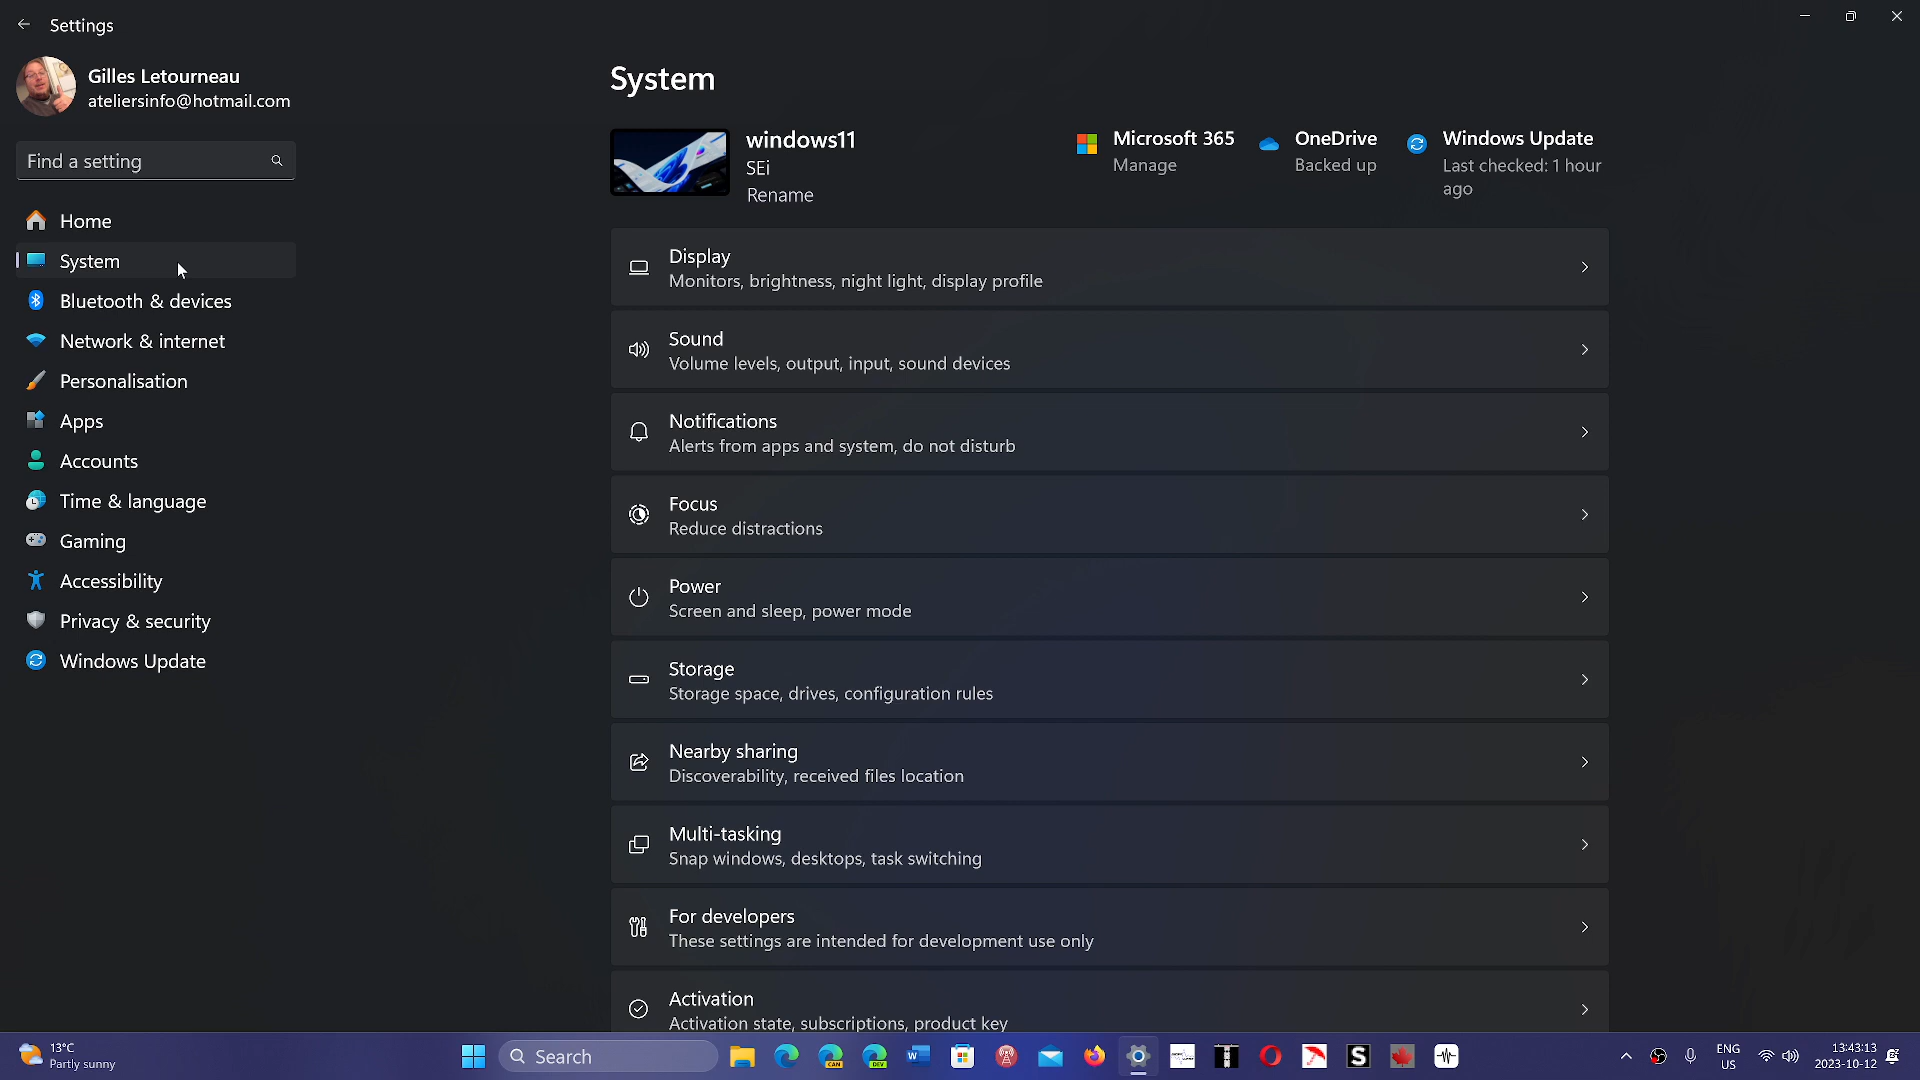 Settings
Gilles Letourneau
ateliersinfo@hotmail.com
Find a setting
Home
System
Bluetooth & devices
Network & internet
Personalisation
Apps
Accounts
Time & language
Gaming
Accessibility
Privacy & security
Windows Update
System
windows11
SEi
Rename
Microsoft 365
Manage
OneDrive
Backed up
Windows Update
Last checked: 1 hour
ago
Display
Monitors, brightness, night light, display profile
Sound
Volume levels, output, input, sound devices
Notifications
Alerts from apps and system, do not disturb
Focus
Reduce distractions
Power
Screen and sleep, power mode
Storage
Storage space, drives, configuration rules
Nearby sharing
Discoverability, received files location
Multi-tasking
Snap windows, desktops, task switching
For developers
These settings are intended for development use only
Activation
Activation state, subscriptions, product key
13°C
Partly sunny
Search
CAN
DEV
W
S
ENG
US
13:43:13
2023-10-12